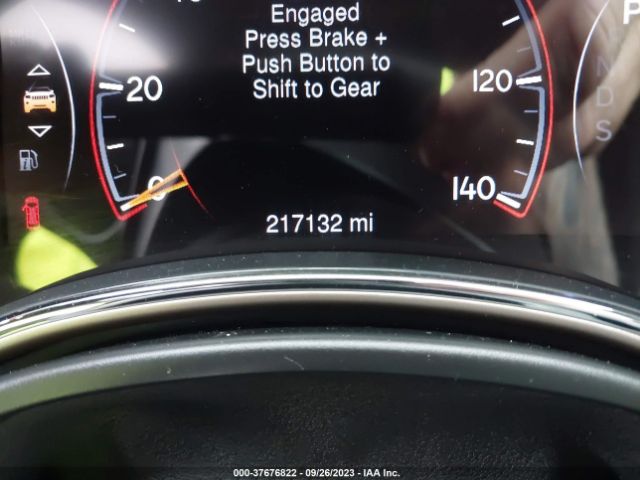 Engaged
Press Brake +
Push Button to
Shift to Gear
20
120
0
140
P
N
D
S
217132 mi
000-37676822 - 09/26/2023 - IAA Inc.